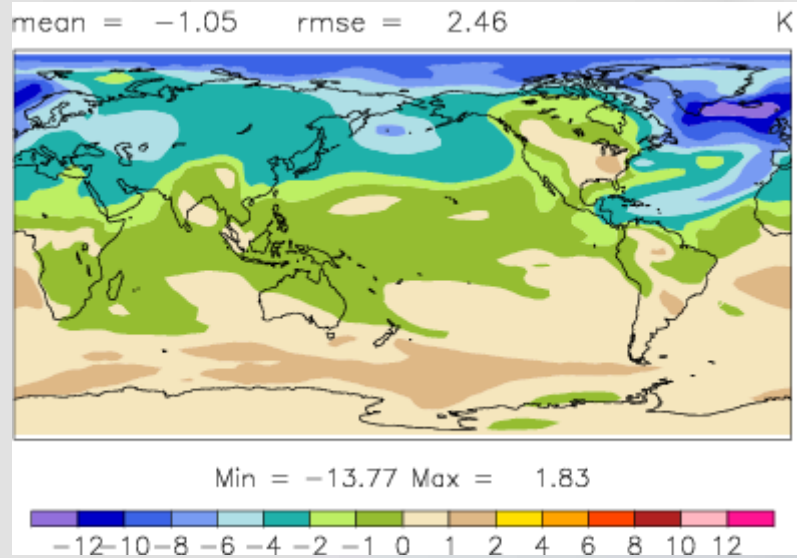 mean = -1.05 rmse = 2.46 K
Min = -13.77 Max = 1.83
-12 -10 -8 -6 -4 -2 -1 0 1 2 4 6 8 10 12